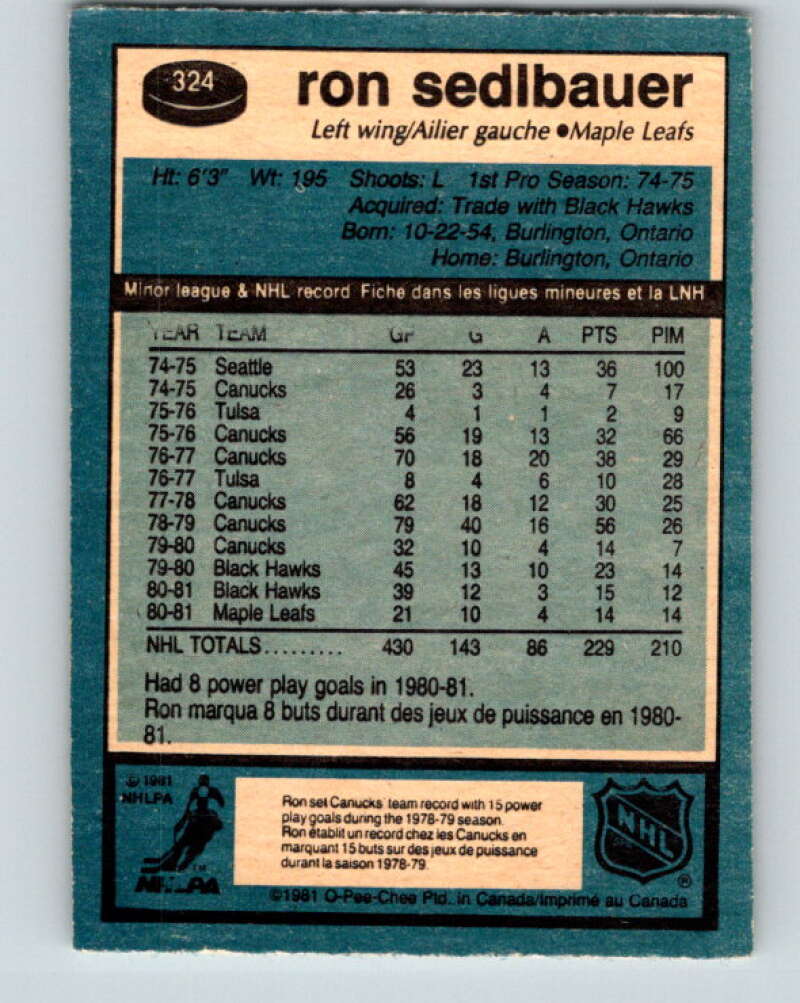 324
ron sedlbauer
Left wing/Ailier gauche ●Maple Leafs
Ht: 6'3" Wt: 195 Shoots: L 1st Pro Season: 74-75
Acquired: Trade with Black Hawks
Born: 10-22-54, Burlington, Ontario
Home: Burlington, Ontario
Minor league & NHL record Fiche dans les ligues mineures et la LNH
YEAR TEAM GP G A PTS PIM
74-75 Seattle 53 23 13 36 100
74-75 Canucks 26 3 4 7 17
75-76 Tulsa 4 1 1 2 9
75-76 Canucks 56 19 13 32 66
76-77 Canucks 70 18 20 38 29
76-77 Tulsa 8 4 6 10 28
77-78 Canucks 62 18 12 30 25
78-79 Canucks 79 40 16 56 26
79-80 Canucks 32 10 4 14 7
79-80 Black Hawks 45 13 10 23 14
80-81 Black Hawks 39 12 3 15 12
80-81 Maple Leafs 21 10 4 14 14
NHL TOTALS......... 430 143 86 229 210
Had 8 power play goals in 1980-81.
Ron marqua 8 buts durant des jeux de puissance en 1980-
81.
© 1981
NHLPA
Ron set Canucks team record with 15 power
play goals during the 1978-79 season.
Ron établit un record chez les Canucks en
marquant 15 buts sur des jeux de puissance
durant la saison 1978-79.
NHL
®
TM
NHLPA
©1981 O-Pee-Chee Ptd. in Canada/Imprimé au Canada